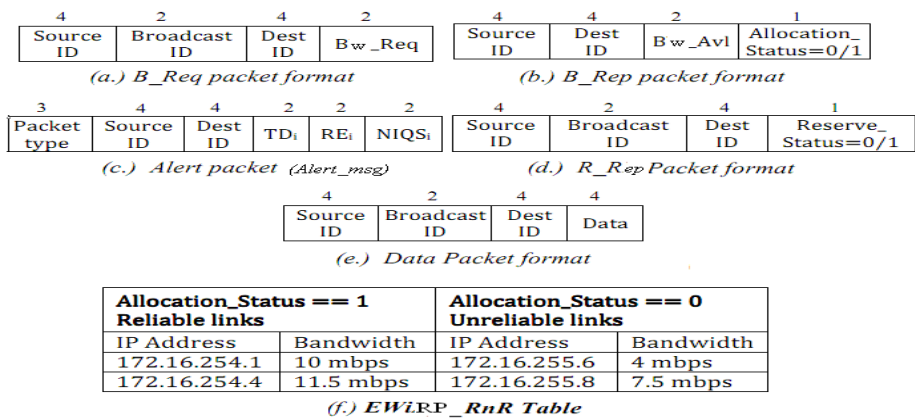 4 2 4 2
Source ID Broadcast ID Dest ID Bw_Req
(a.) B_Req packet format
4 4 2 1
Source ID Dest ID Bw_Avl Allocation_Status=0/1
(b.) B_Rep packet format
3 4 4 2 2 2
Packet type Source ID Dest ID TDi REi NIQSi
(c.) Alert packet (Alert_msg)
4 2 4 1
Source ID Broadcast ID Dest ID Reserve_Status=0/1
(d.) R_Rep Packet format
4 2 4 4
Source ID Broadcast ID Dest ID Data
(e.) Data Packet format
Allocation_Status == 1 Reliable links Allocation_Status == 0 Unreliable links
IP Address Bandwidth IP Address Bandwidth
172.16.254.1 10 mbps 172.16.255.6 4 mbps
172.16.254.4 11.5 mbps 172.16.255.8 7.5 mbps
(f.) EWiRP_RnR Table